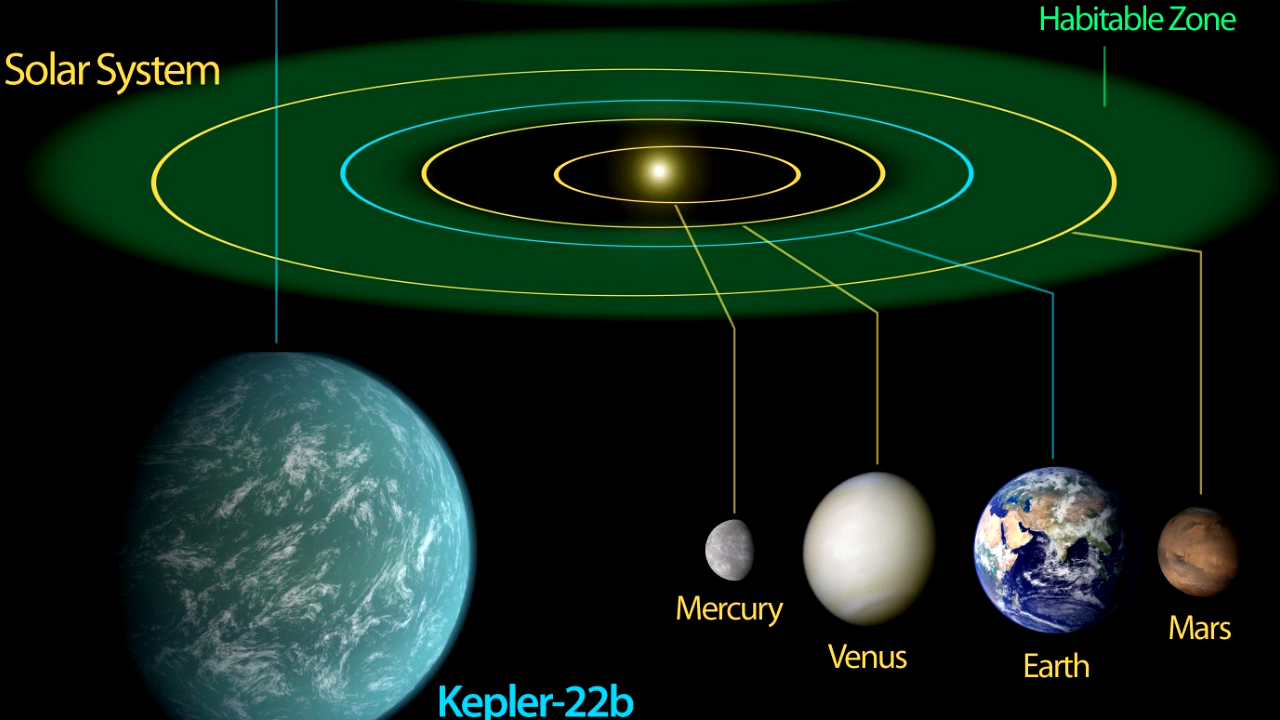 Habitable Zone
Solar System
Mercury
Venus
Earth
Mars
Kepler-22b